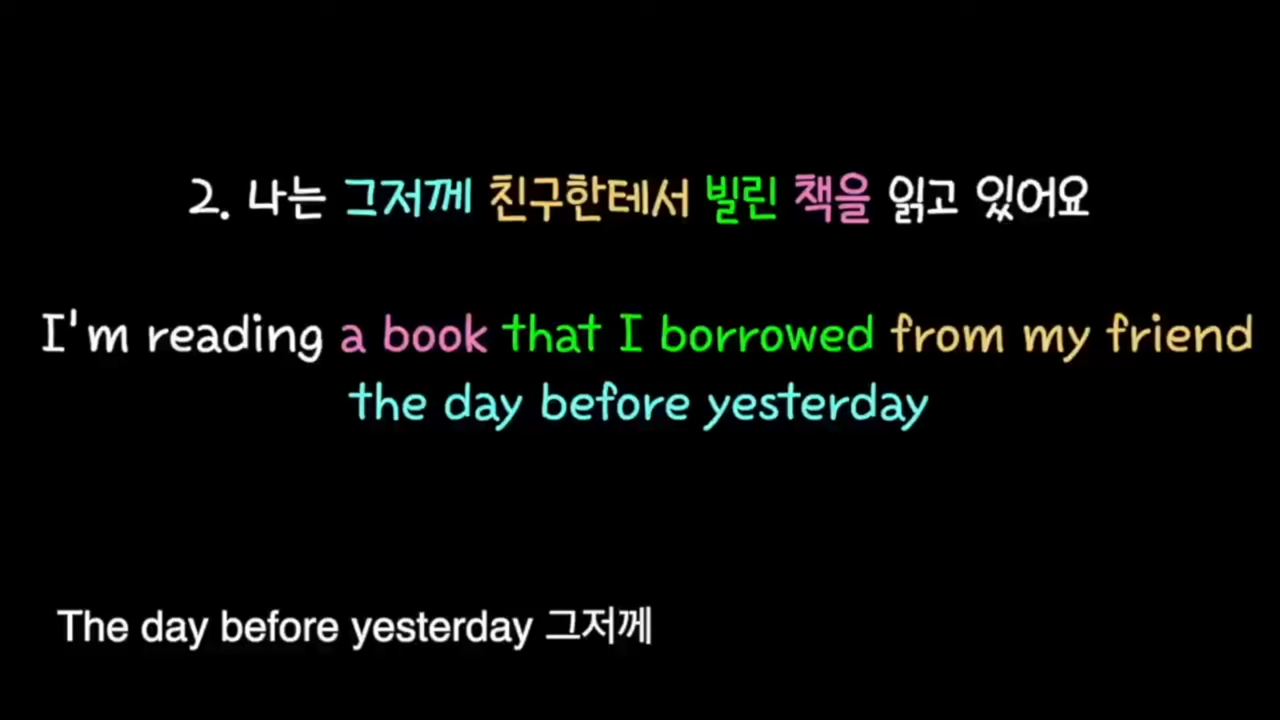 2. 나는 그저께 친구한테서 빌린 책을 읽고 있어요
I'm reading a book that I borrowed from my friend
the day before yesterday
The day before yesterday 그저께